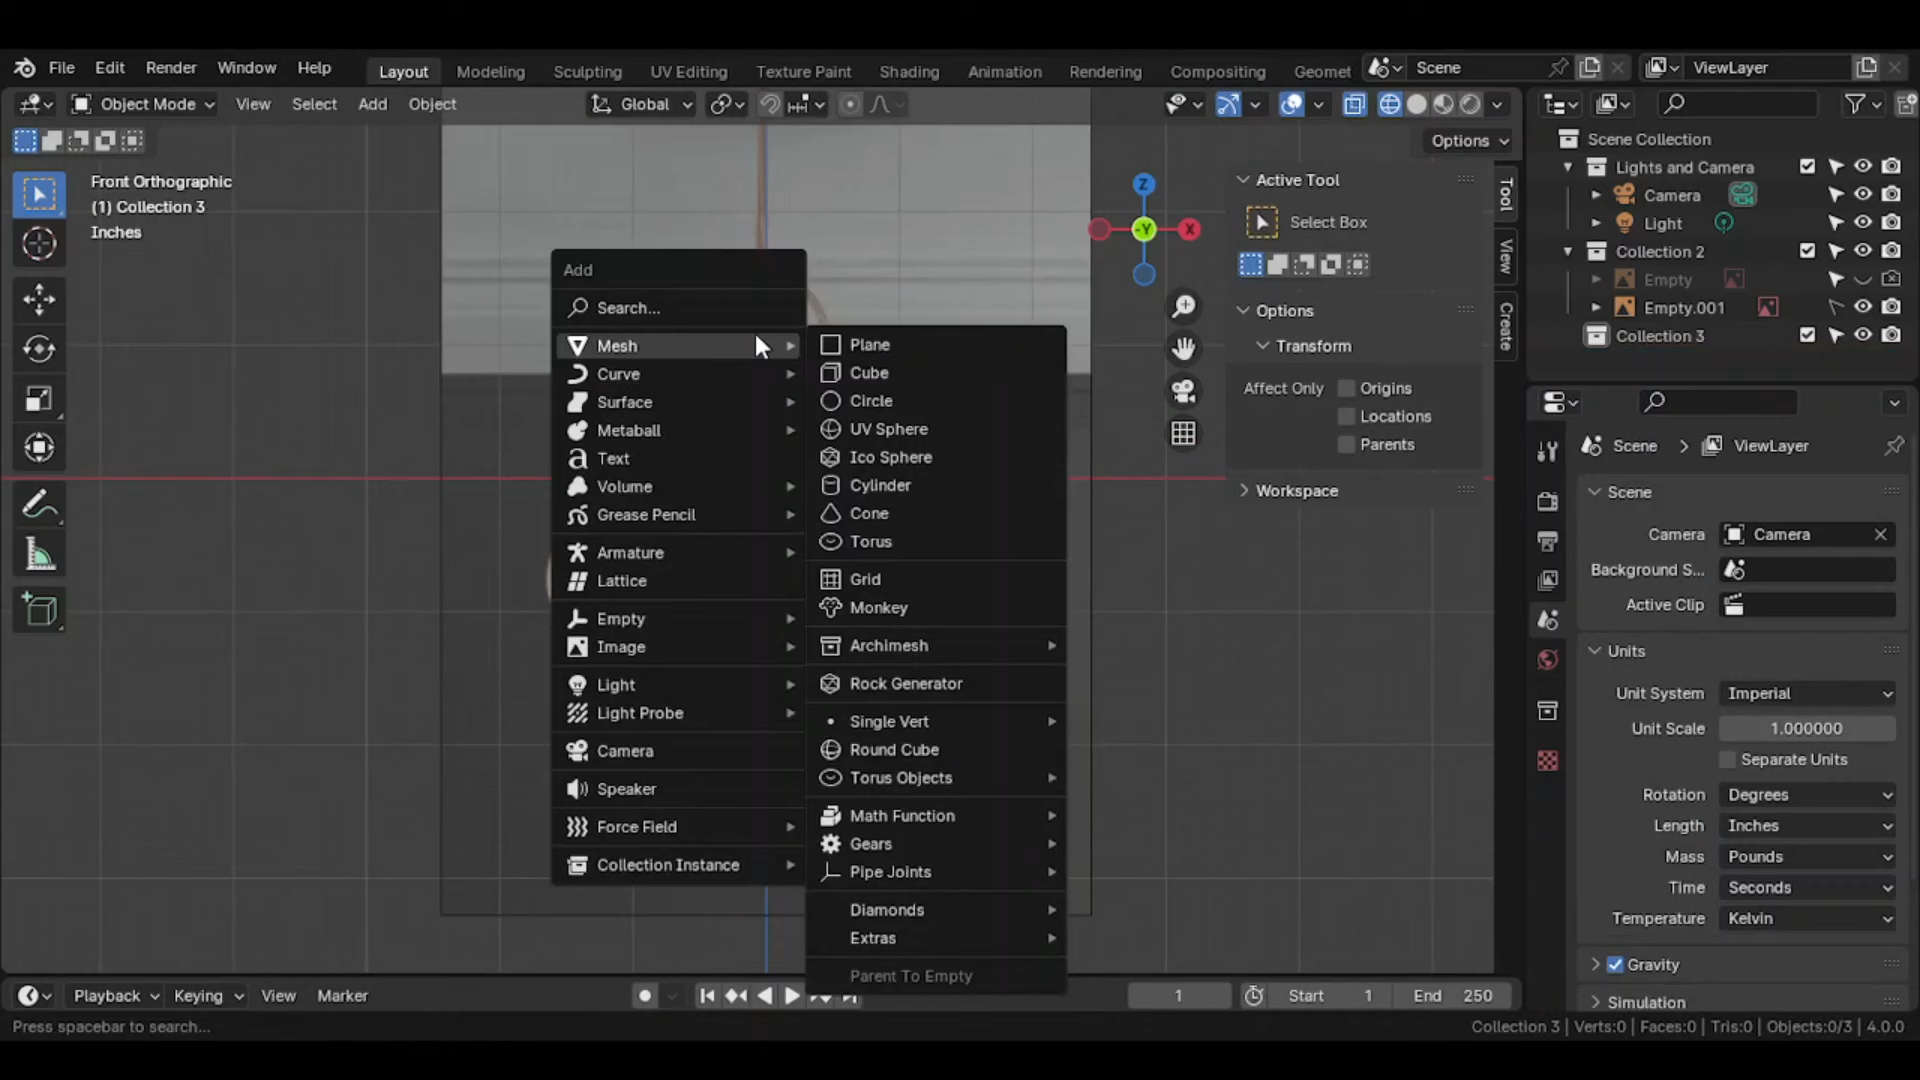 File Edit Render Window Help Layout Modeling Sculpting UV Editing Texture Paint Shading Animation Rendering Compositing Geomet Scene ViewLayer
Object Mode View Select Add Object Global
Options
Front Orthographic
(1) Collection 3
Inches
Add
Search...
Mesh
Curve
Surface
Metaball
Text
Volume
Grease Pencil
Armature
Lattice
Empty
Image
Light
Light Probe
Camera
Speaker
Force Field
Collection Instance
Plane
Cube
Circle
UV Sphere
Ico Sphere
Cylinder
Cone
Torus
Grid
Monkey
Archimesh
Rock Generator
Single Vert
Round Cube
Torus Objects
Math Function
Gears
Pipe Joints
Diamonds
Extras
Parent To Empty
Z
-Y
X
Active Tool
Select Box
Options
Transform
Affect Only Origins
Locations
Parents
Workspace
Tool
View
Create
Scene Collection
Lights and Camera
Camera
Light
Collection 2
Empty
Empty.001
Collection 3
Scene ViewLayer
Scene
Camera Camera
Background S...
Active Clip
Units
Unit System Imperial
Unit Scale 1.000000
Separate Units
Rotation Degrees
Length Inches
Mass Pounds
Time Seconds
Temperature Kelvin
Gravity
Simulation
Playback Keying View Marker 1 Start 1 End 250
Press spacebar to search... Collection 3 | Verts:0 | Faces:0 | Tris:0 | Objects:0/3 | 4.0.0